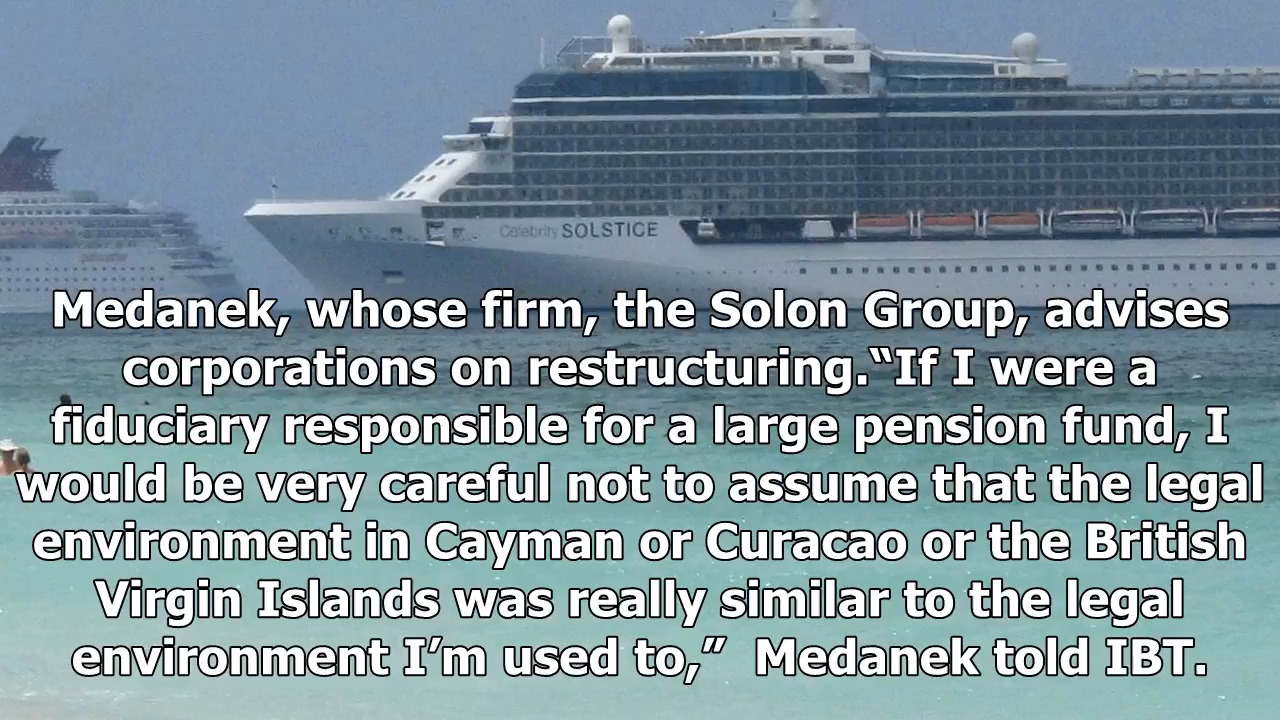 Celebrity SOLSTICE
Medanek, whose firm, the Solon Group, advises
corporations on restructuring.“If I were a
fiduciary responsible for a large pension fund, I
would be very careful not to assume that the legal
environment in Cayman or Curacao or the British
Virgin Islands was really similar to the legal
environment I’m used to,”  Medanek told IBT.